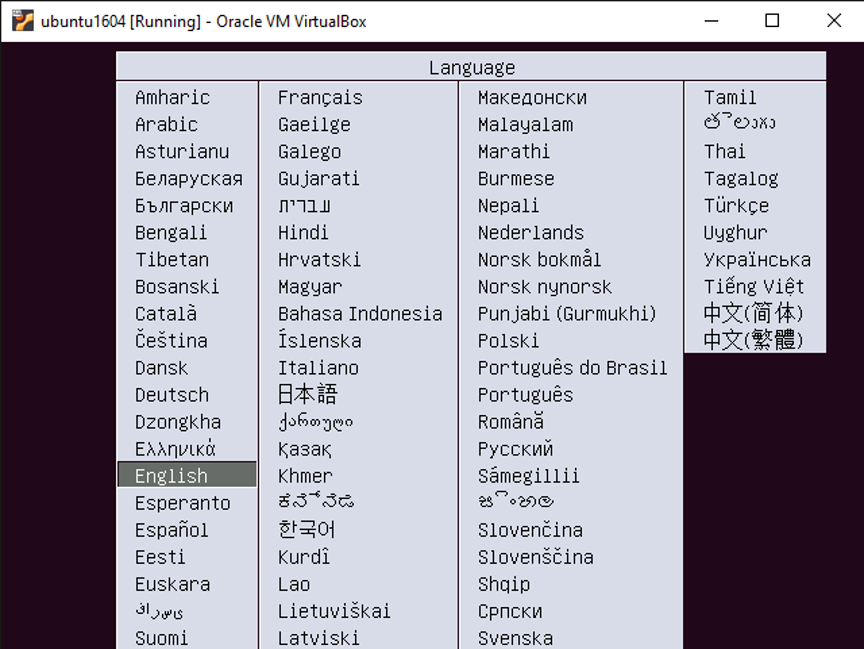 ubuntu1604 [Running] - Oracle VM VirtualBox
Language
Amharic
Arabic
Asturianu
Беларуская
Български
Bengali
Tibetan
Bosanski
Català
Čeština
Dansk
Deutsch
Dzongkha
Ελληνικά
English
Esperanto
Español
Eesti
Euskara
فارسی
Suomi
Français
Gaeilge
Galego
Gujarati
עברית
Hindi
Hrvatski
Magyar
Bahasa Indonesia
Íslenska
Italiano
日本語
ქართული
Қазақ
Khmer
ಕನ್ನಡ
한국어
Kurdî
Lao
Lietuviškai
Latviski
Македонски
Malayalam
Marathi
Burmese
Nepali
Nederlands
Norsk bokmål
Norsk nynorsk
Punjabi (Gurmukhi)
Polski
Português do Brasil
Português
Română
Русский
Sámegillii
සිංහල
Slovenčina
Slovenščina
Shqip
Српски
Svenska
Tamil
తెలుగు
Thai
Tagalog
Türkçe
Uyghur
Українська
Tiếng Việt
中文(简体)
中文(繁體)